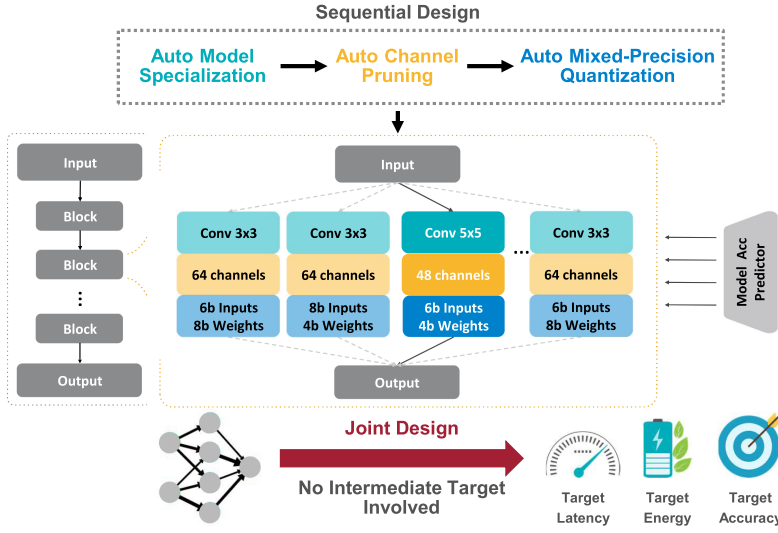 Sequential Design
Auto Model
Specialization
Auto Channel
Pruning
Auto Mixed-Precision
Quantization
Input
Block
Block
Block
Output
Input
Conv 3x3
64 channels
6b Inputs
8b Weights
Conv 3x3
64 channels
8b Inputs
4b Weights
Conv 5x5
48 channels
6b Inputs
4b Weights
...
Conv 3x3
64 channels
6b Inputs
8b Weights
Output
Model Acc
Predictor
Joint Design
No Intermediate Target
Involved
Target
Latency
Target
Energy
Target
Accuracy